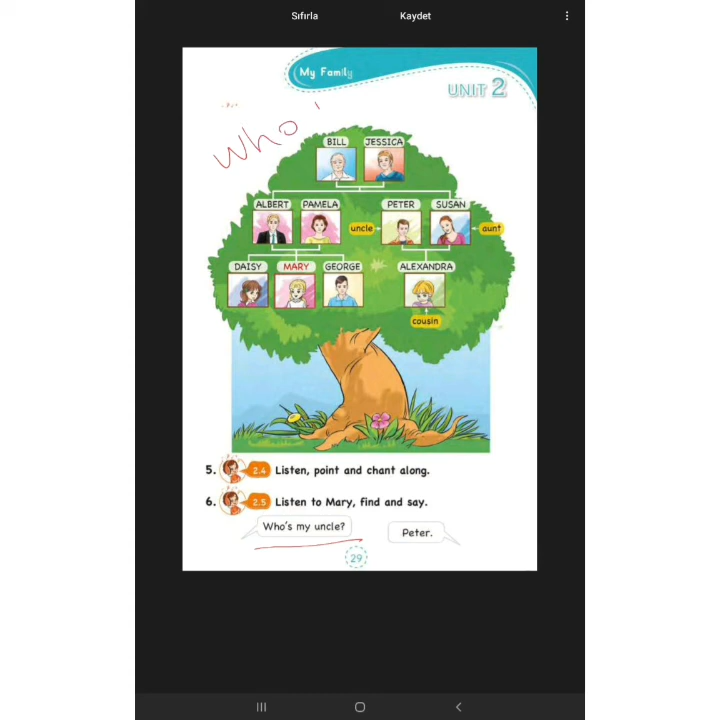 Sıfırla Kaydet
My Family
UNIT 2
Who '
BILL JESSICA
ALBERT PAMELA PETER SUSAN
uncle aunt
DAISY MARY GEORGE ALEXANDRA
cousin
5. 2.4 Listen, point and chant along.
6. 2.5 Listen to Mary, find and say.
Who's my uncle? Peter.
29